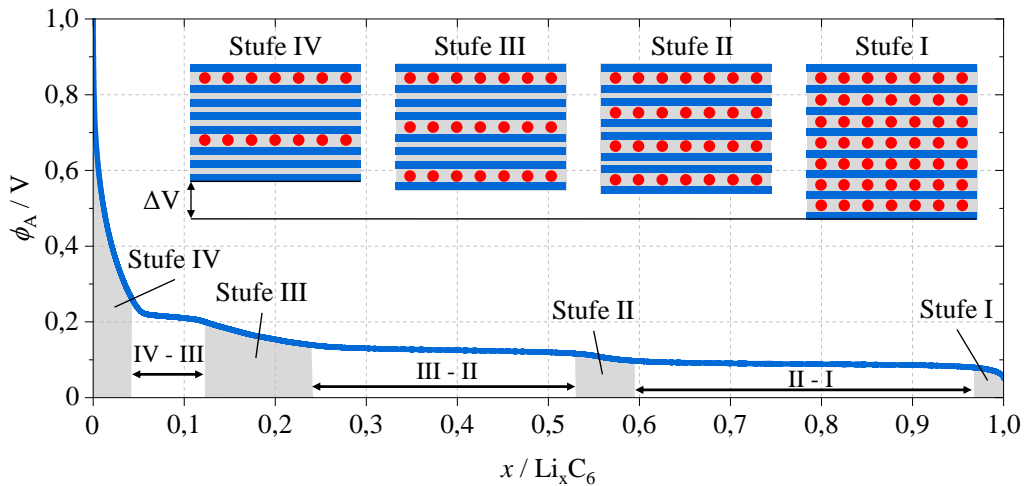 1,0
0,8
0,6
0,4
0,2
0
ϕA / V
Stufe IV
Stufe III
Stufe II
Stufe I
ΔV
Stufe IV
Stufe III
Stufe II
Stufe I
IV - III
III - II
II - I
0
0,1
0,2
0,3
0,4
0,5
0,6
0,7
0,8
0,9
1,0
x / LixC6